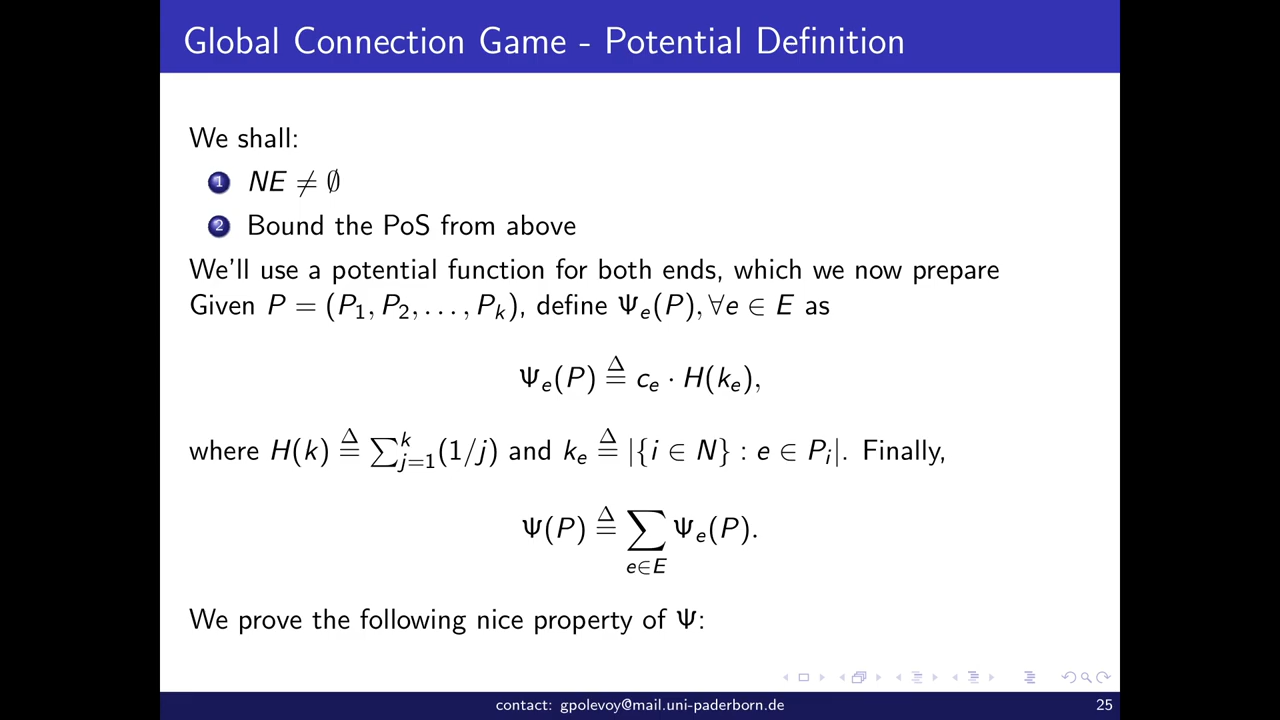 Global Connection Game - Potential Definition
We shall:
1 NE ≠ ∅
2 Bound the PoS from above
We'll use a potential function for both ends, which we now prepare
Given P = (P₁, P₂, . . . , Pₖ), define Ψₑ(P), ∀e ∈ E as
Ψₑ(P) ≜ cₑ · H(kₑ),
where H(k) ≜ ∑ᵏⱼ₌₁(1/j) and kₑ ≜ |{i ∈ N} : e ∈ Pᵢ|. Finally,
Ψ(P) ≜ ∑ Ψₑ(P).
e∈E
We prove the following nice property of Ψ:
contact: gpolevoy@mail.uni-paderborn.de 25